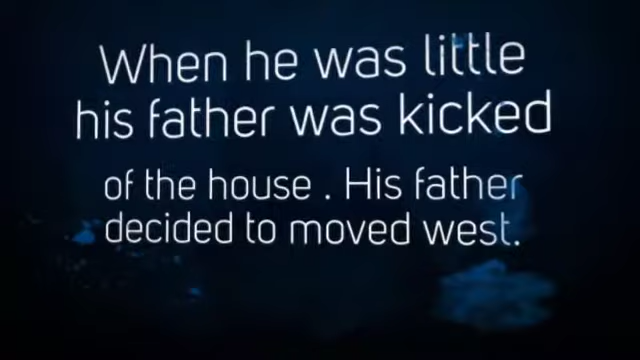 When he was little
his father was kicked
of the house . His father
decided to moved west.